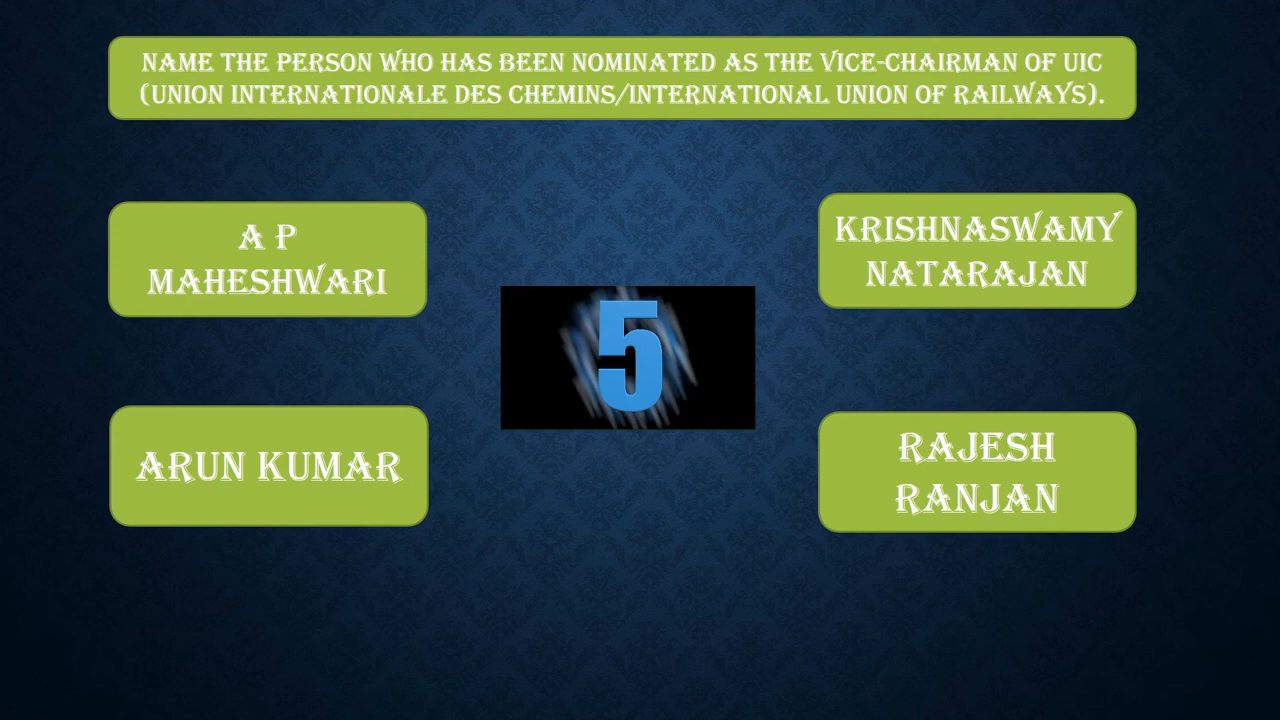 NAME THE PERSON WHO HAS BEEN NOMINATED AS THE VICE-CHAIRMAN OF UIC
(UNION INTERNATIONALE DES CHEMINS/INTERNATIONAL UNION OF RAILWAYS).
A P
MAHESHWARI
KRISHNASWAMY
NATARAJAN
5
ARUN KUMAR
RAJESH
RANJAN